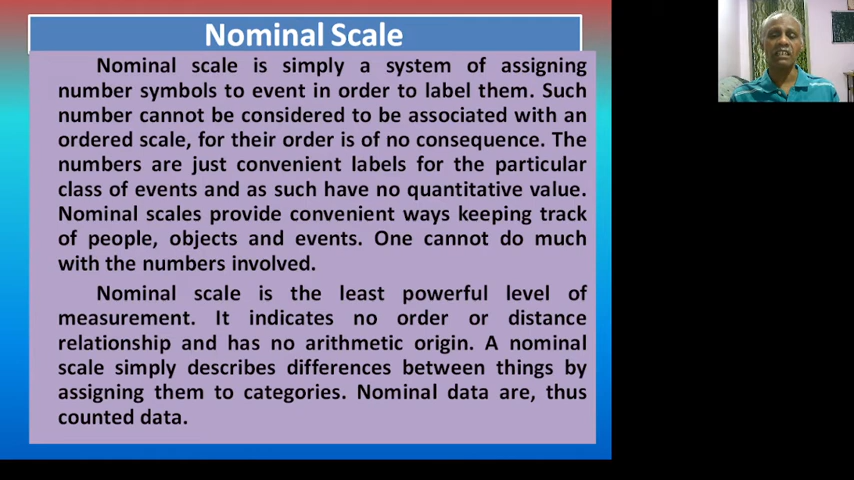 Nominal Scale
Nominal scale is simply a system of assigning
number symbols to event in order to label them. Such
number cannot be considered to be associated with an
ordered scale, for their order is of no consequence. The
numbers are just convenient labels for the particular
class of events and as such have no quantitative value.
Nominal scales provide convenient ways keeping track
of people, objects and events. One cannot do much
with the numbers involved.
Nominal scale is the least powerful level of
measurement. It indicates no order or distance
relationship and has no arithmetic origin. A nominal
scale simply describes differences between things by
assigning them to categories. Nominal data are, thus
counted data.